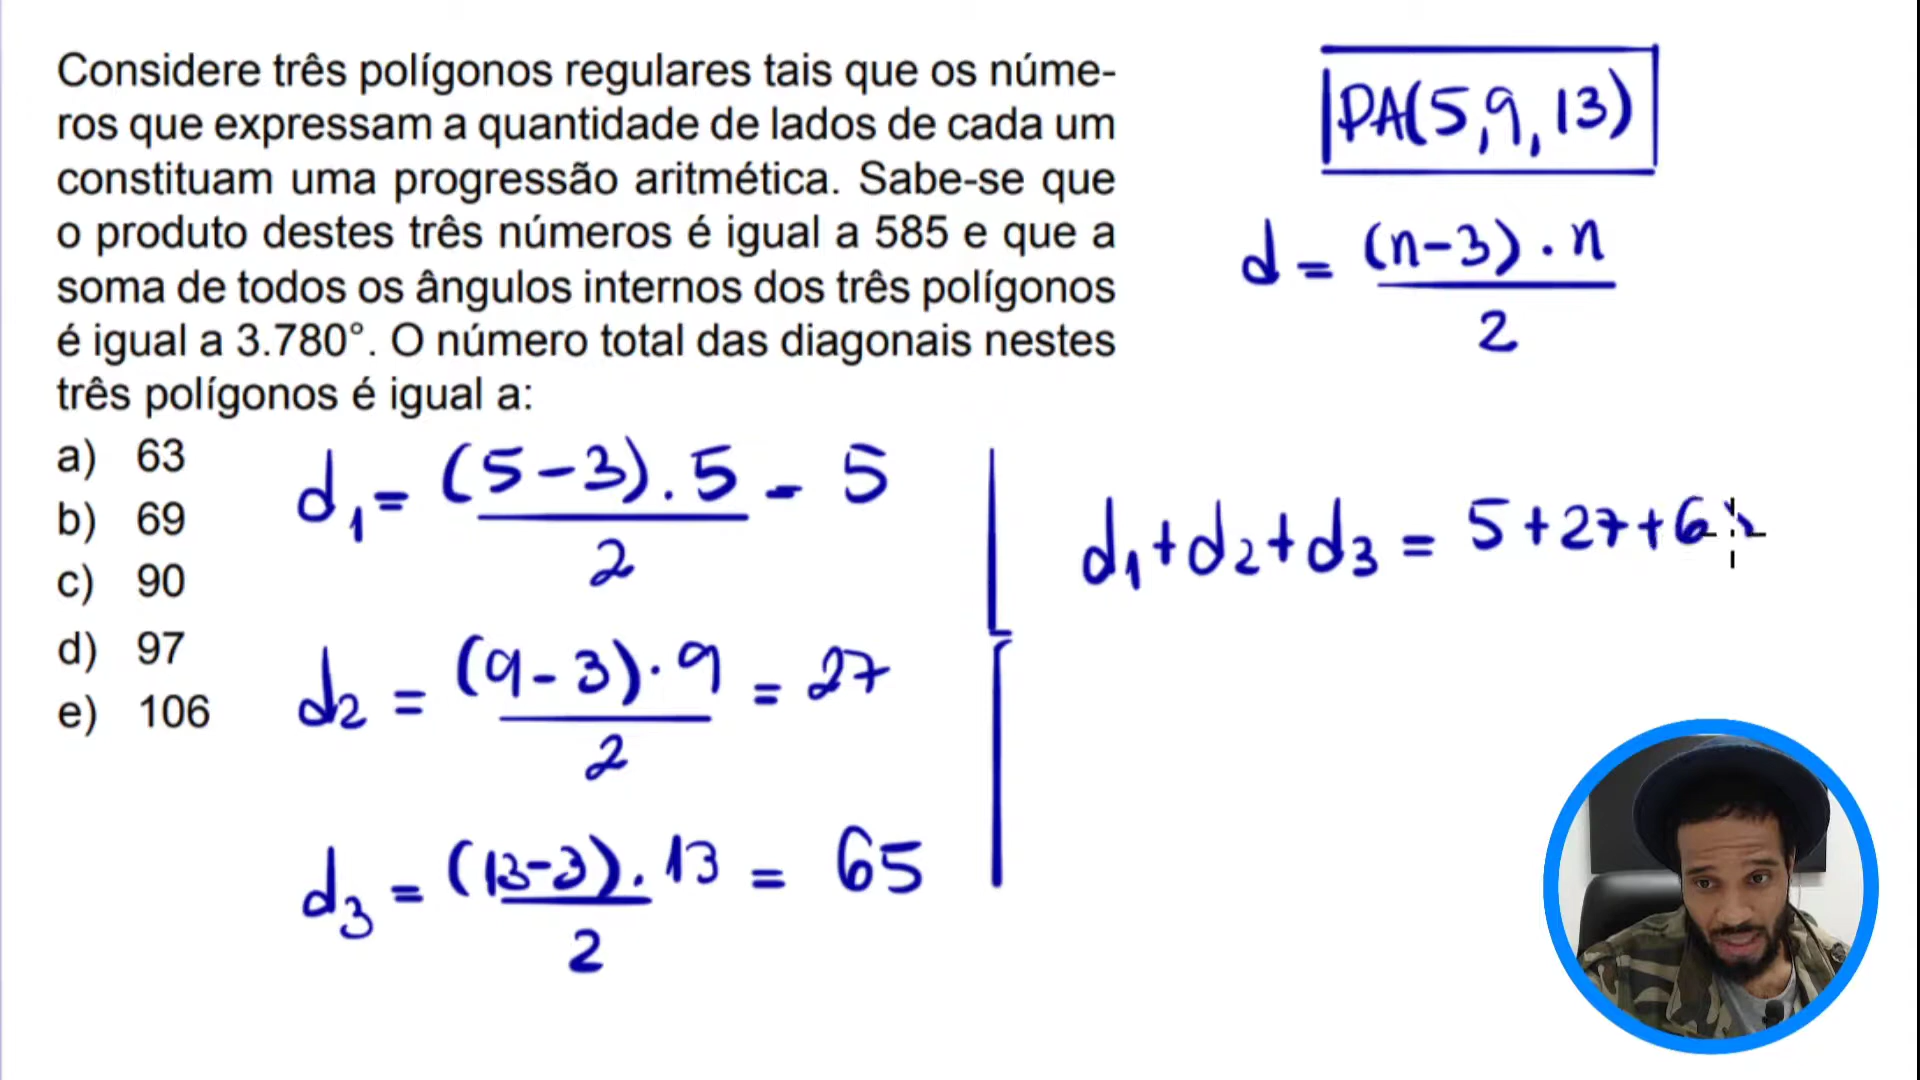 Considere três polígonos regulares tais que os núme-
ros que expressam a quantidade de lados de cada um
constituam uma progressão aritmética. Sabe-se que
o produto destes três números é igual a 585 e que a
soma de todos os ângulos internos dos três polígonos
é igual a 3.780°. O número total das diagonais nestes
três polígonos é igual a:
a) 63
b) 69
c) 90
d) 97
e) 106
PA(5,9,13)
d = (n-3).n
2
d1 = (5-3).5 - 5
2
d2 = (9-3).9 = 27
2
d3 = (13-3).13 = 65
2
d1+d2+d3 = 5+27+6